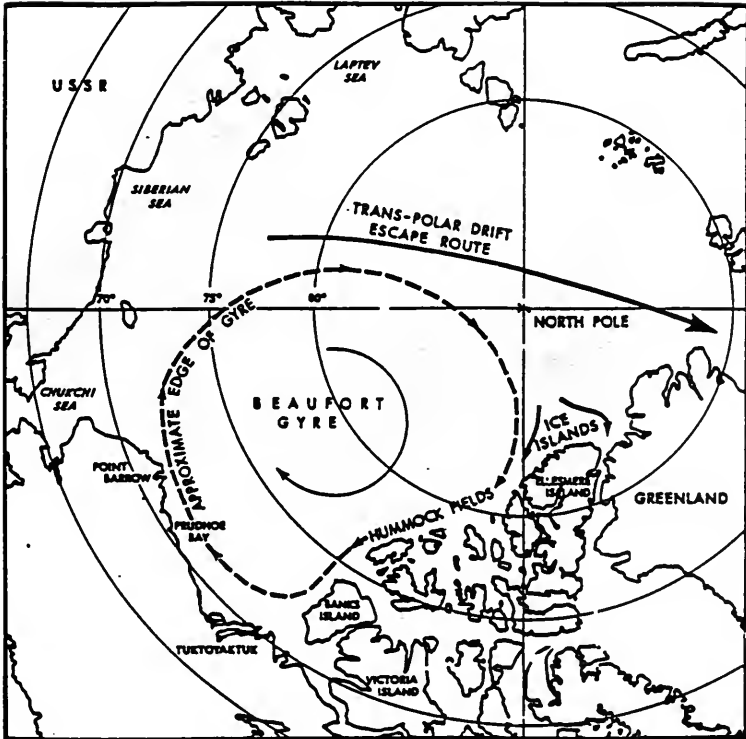 LAPTEV
SEA
USSR
SIBERIAN
SEA
TRANS-POLAR DRIFT
ESCAPE ROUTE
70°
75°
80°
NORTH POLE
APPROXIMATE EDGE OF GYRE
CHUKCHI
SEA
BEAUFORT
GYRE
ICE
ISLANDS
POINT
BARROW
ELLESMERE
ISLAND
GREENLAND
HUMMOCK FIELDS
PRUDHOE
BAY
BANKS
ISLAND
TUKTOYAKTUK
VICTORIA
ISLAND